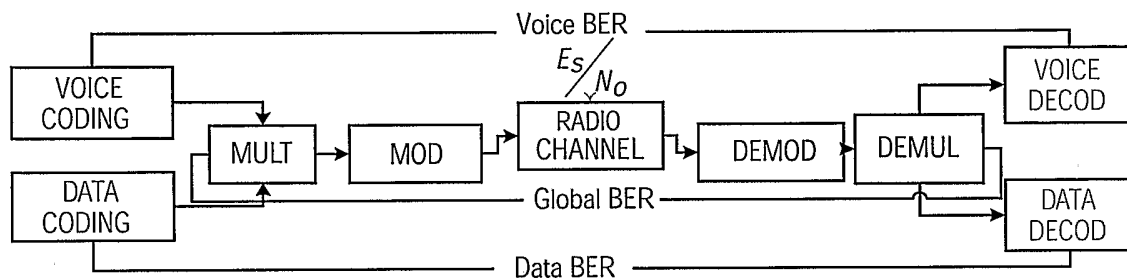 Voice BER
Es/No
VOICE
CODING
MULT
MOD
RADIO
CHANNEL
DEMOD
DEMUL
VOICE
DECOD
DATA
CODING
Global BER
DATA
DECOD
Data BER